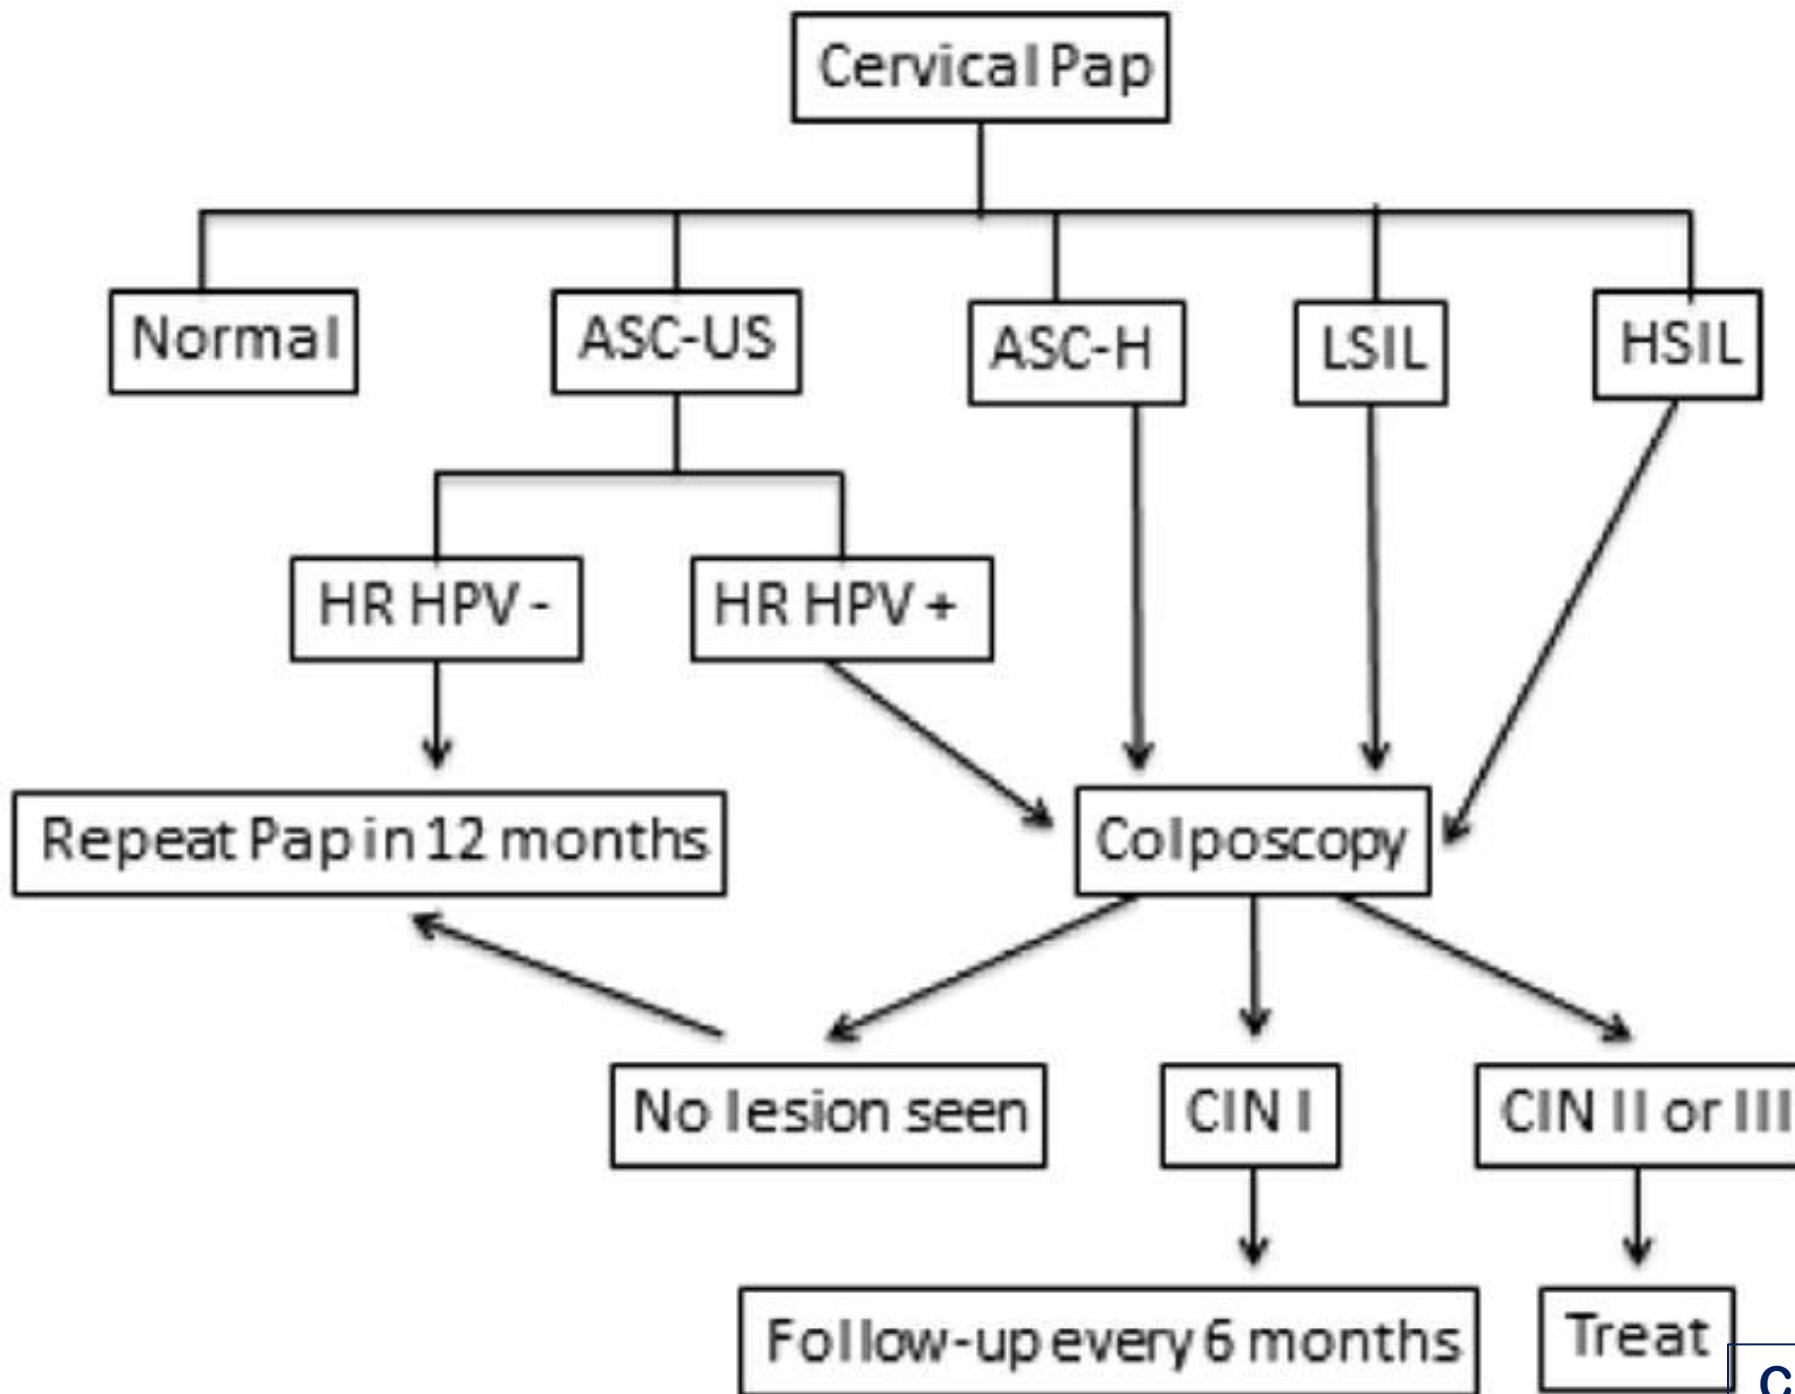 Cervical Pap
Normal
ASC-US
ASC-H
LSIL
HSIL
HR HPV -
HR HPV +
Repeat Pap in 12 months
Colposcopy
No lesion seen
CIN I
CIN II or III
Follow-up every 6 months
Treat